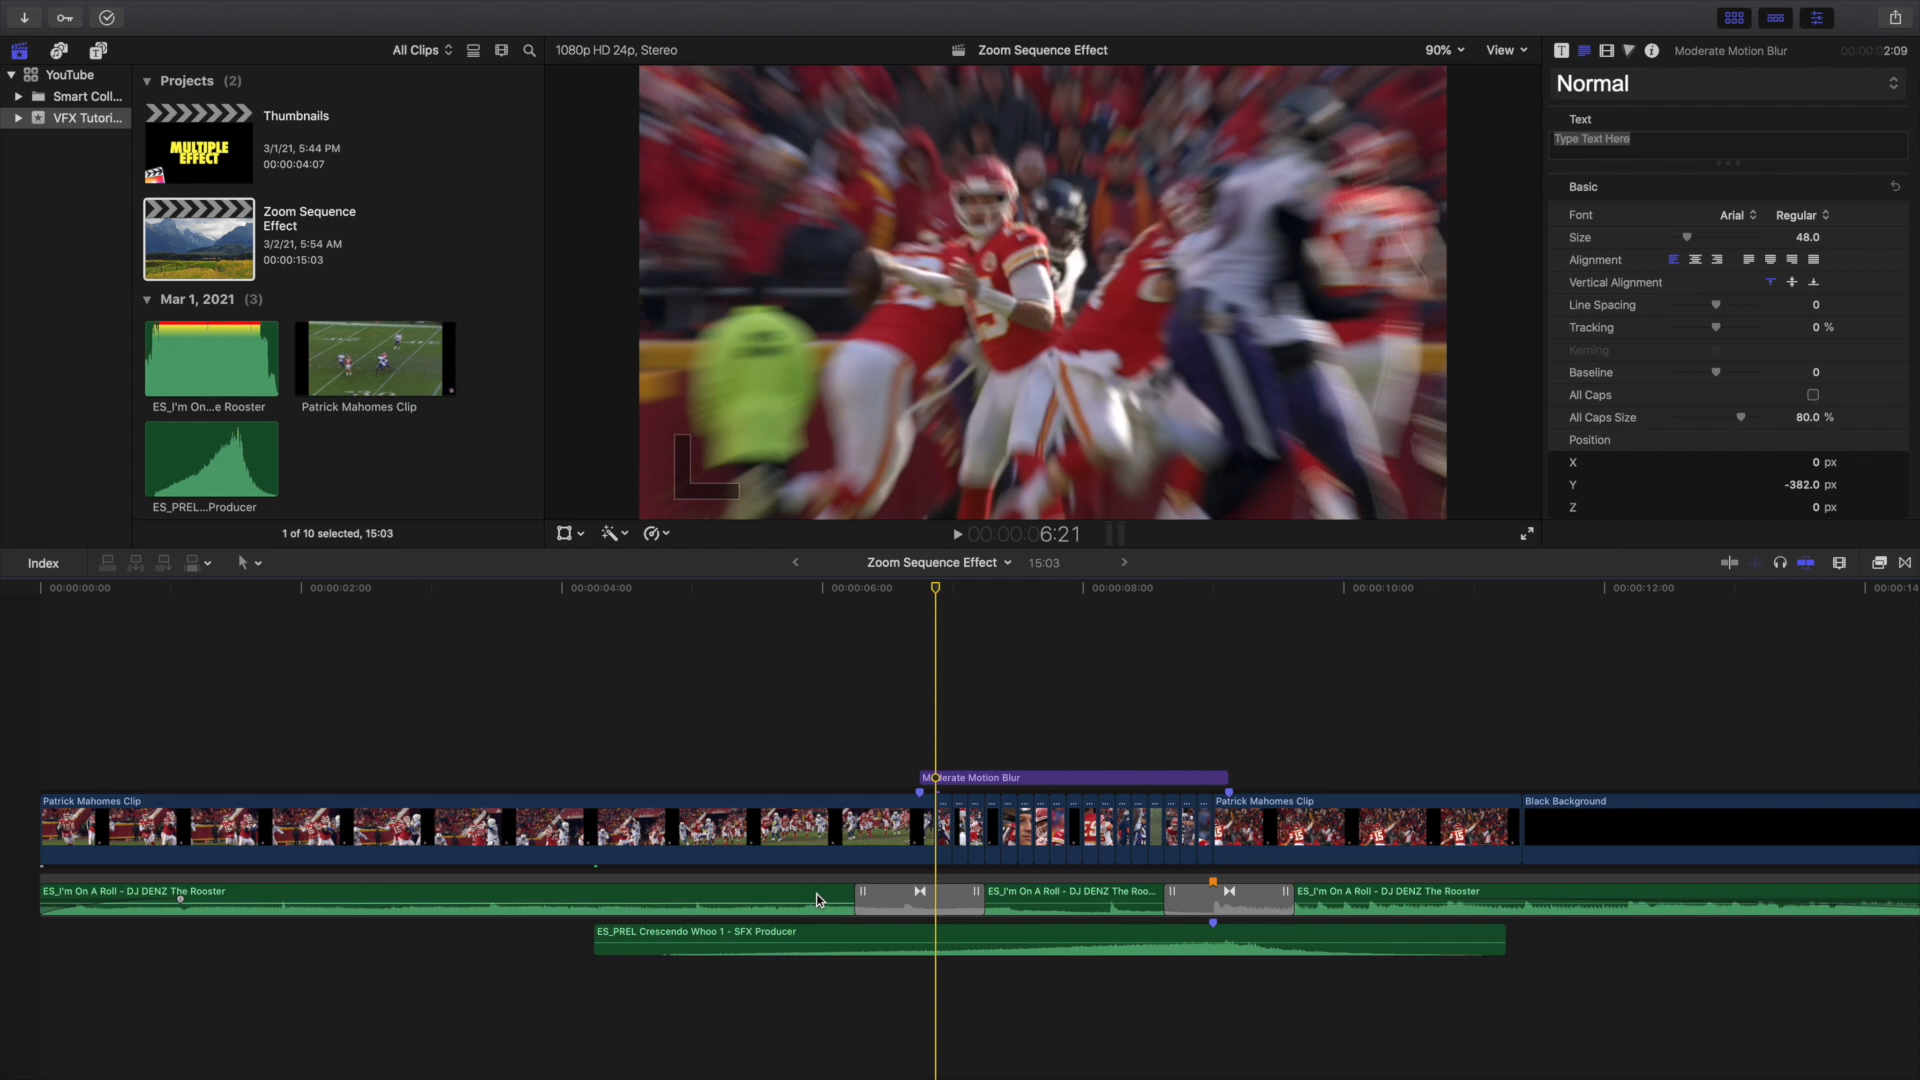 All Clips
1080p HD 24p, Stereo
Zoom Sequence Effect
90%
View
Moderate Motion Blur
00:00:02:09
YouTube
Smart Coll...
VFX Tutori...
Projects (2)
Thumbnails
3/1/21, 5:44 PM
00:00:04:07
MULTIPLE
EFFECT
Zoom Sequence
Effect
3/2/21, 5:54 AM
00:00:15:03
Mar 1, 2021 (3)
ES_I'm On...e Rooster
Patrick Mahomes Clip
ES_PREL...Producer
1 of 10 selected, 15:03
00:00:06:21
Normal
Text
Type Text Here
Basic
Font Arial Regular
Size 48.0
Alignment
Vertical Alignment
Line Spacing 0
Tracking 0 %
Kerning
Baseline 0
All Caps
All Caps Size 80.0 %
Position
X 0 px
Y -382.0 px
Z 0 px
Index
Zoom Sequence Effect 15:03
00:00:00:00 00:00:02:00 00:00:04:00 00:00:06:00 00:00:08:00 00:00:10:00 00:00:12:00 00:00:14
Moderate Motion Blur
Patrick Mahomes Clip
Patrick Mahomes Clip
Black Background
ES_I'm On A Roll - DJ DENZ The Rooster
ES_I'm On A Roll - DJ DENZ The Roo...
ES_I'm On A Roll - DJ DENZ The Rooster
ES_PREL Crescendo Whoo 1 - SFX Producer